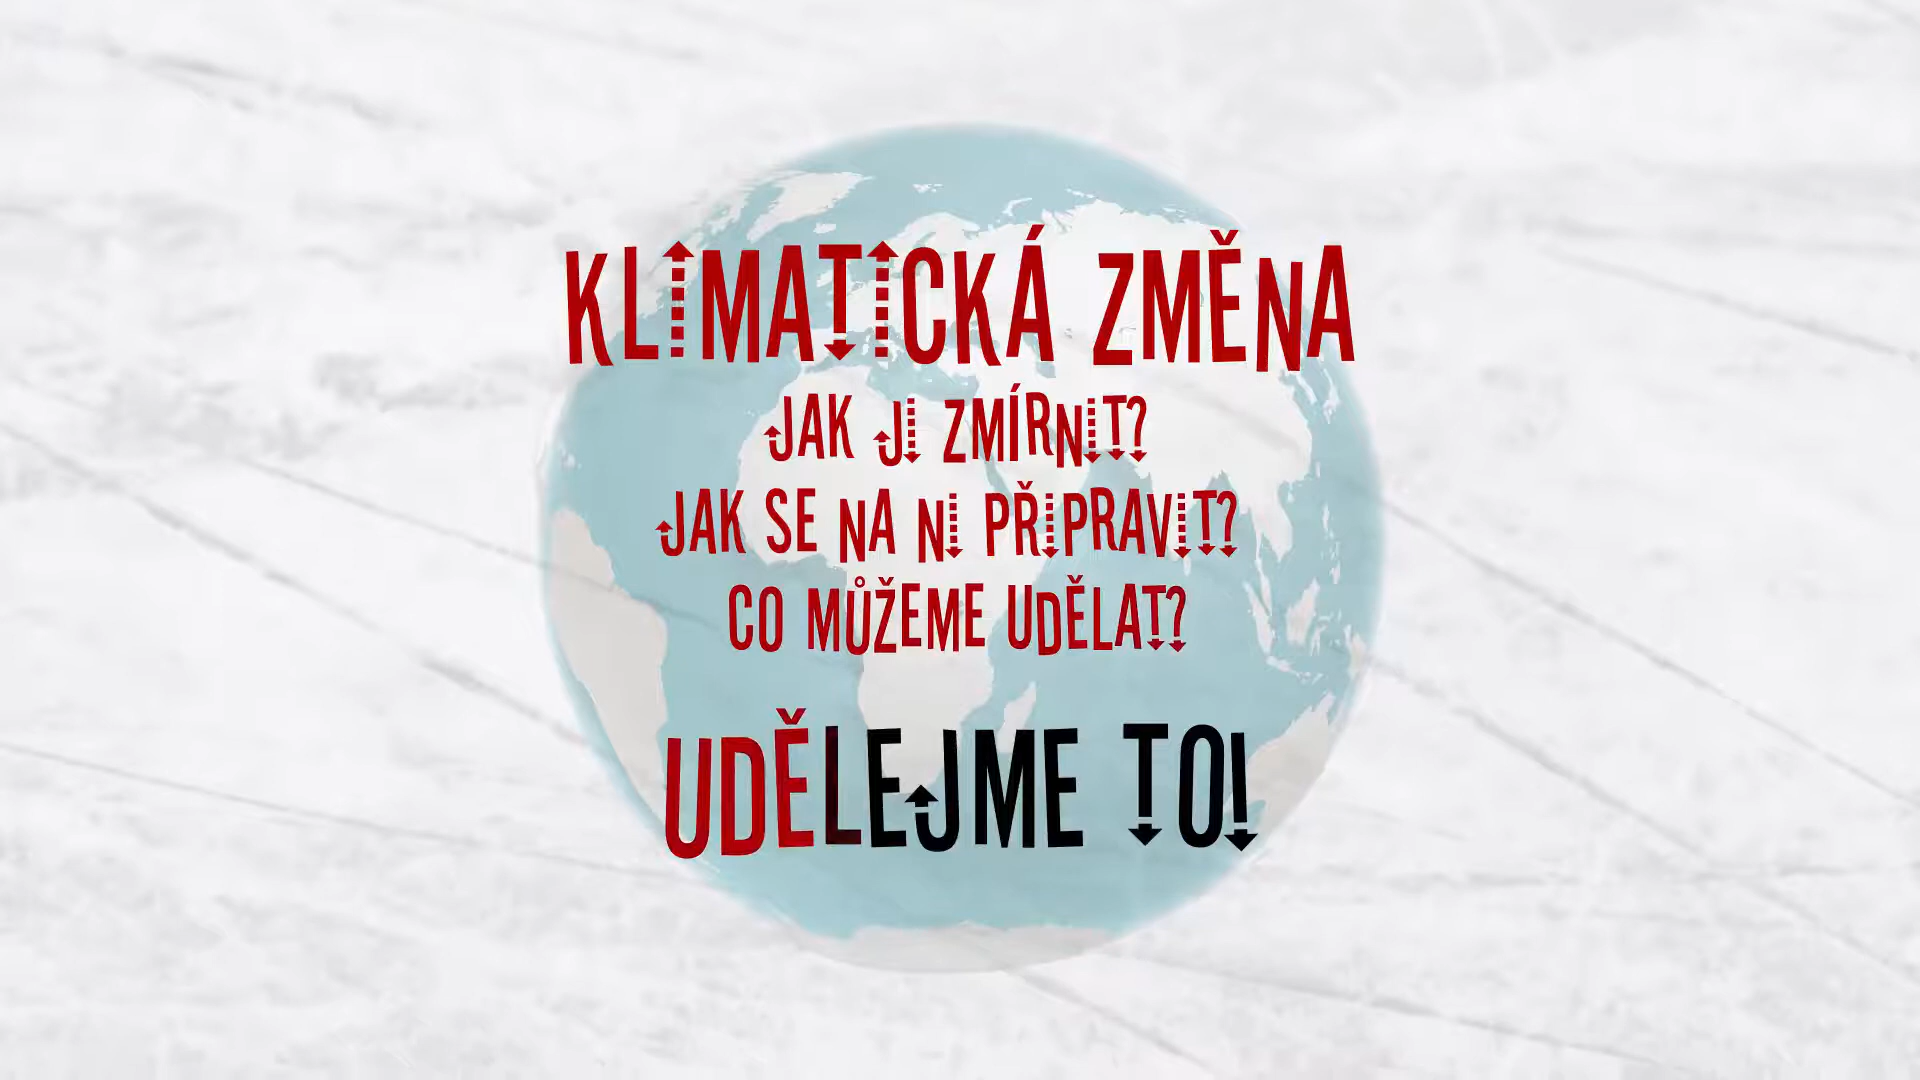 KLIMATICKÁ ZMĚNA
JAK JI ZMÍRNIT?
JAK SE NA NI PŘIPRAVIT?
CO MŮŽEME UDĚLAT?
UDĚLEJME TO!